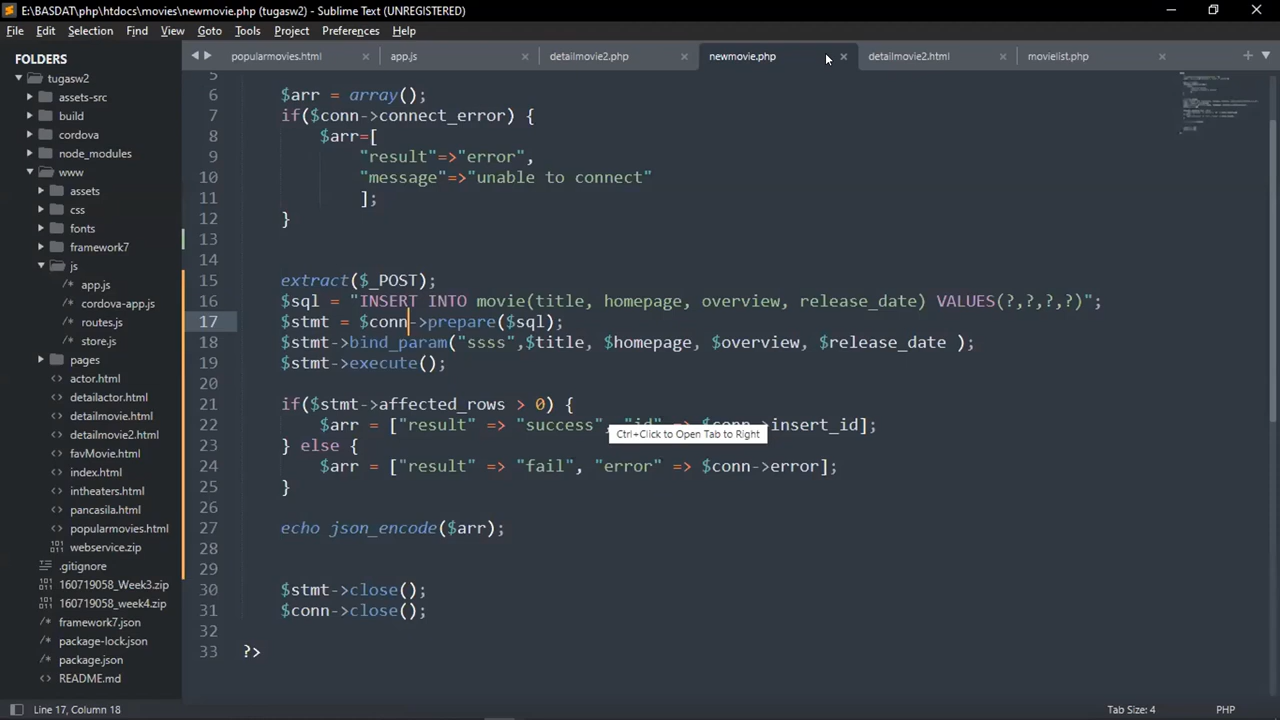 E:\BASDAT\php\htdocs\movies\newmovie.php (tugasw2) - Sublime Text (UNREGISTERED)
File Edit Selection Find View Goto Tools Project Preferences Help
FOLDERS
tugasw2
assets-src
build
cordova
node_modules
www
assets
css
fonts
framework7
js
app.js
cordova-app.js
routes.js
store.js
pages
actor.html
detailactor.html
detailmovie.html
detailmovie2.html
favMovie.html
index.html
intheaters.html
pancasila.html
popularmovies.html
webservice.zip
.gitignore
160719058_Week3.zip
160719058_week4.zip
framework7.json
package-lock.json
package.json
README.md
popularmovies.html app.js detailmovie2.php newmovie.php detailmovie2.html movielist.php
5
6 $arr = array();
7 if($conn->connect_error) {
8 $arr=[
9 "result"=>"error",
10 "message"=>"unable to connect"
11 ];
12 }
13
14
15 extract($_POST);
16 $sql = "INSERT INTO movie(title, homepage, overview, release_date) VALUES(?,?,?,?)";
17 $stmt = $conn->prepare($sql);
18 $stmt->bind_param("ssss",$title, $homepage, $overview, $release_date );
19 $stmt->execute();
20
21 if($stmt->affected_rows > 0) {
22 $arr = ["result" => "success", "id" => $conn->insert_id];
Ctrl+Click to Open Tab to Right
23 } else {
24 $arr = ["result" => "fail", "error" => $conn->error];
25 }
26
27 echo json_encode($arr);
28
29
30 $stmt->close();
31 $conn->close();
32
33 ?>
Line 17, Column 18 Tab Size: 4 PHP